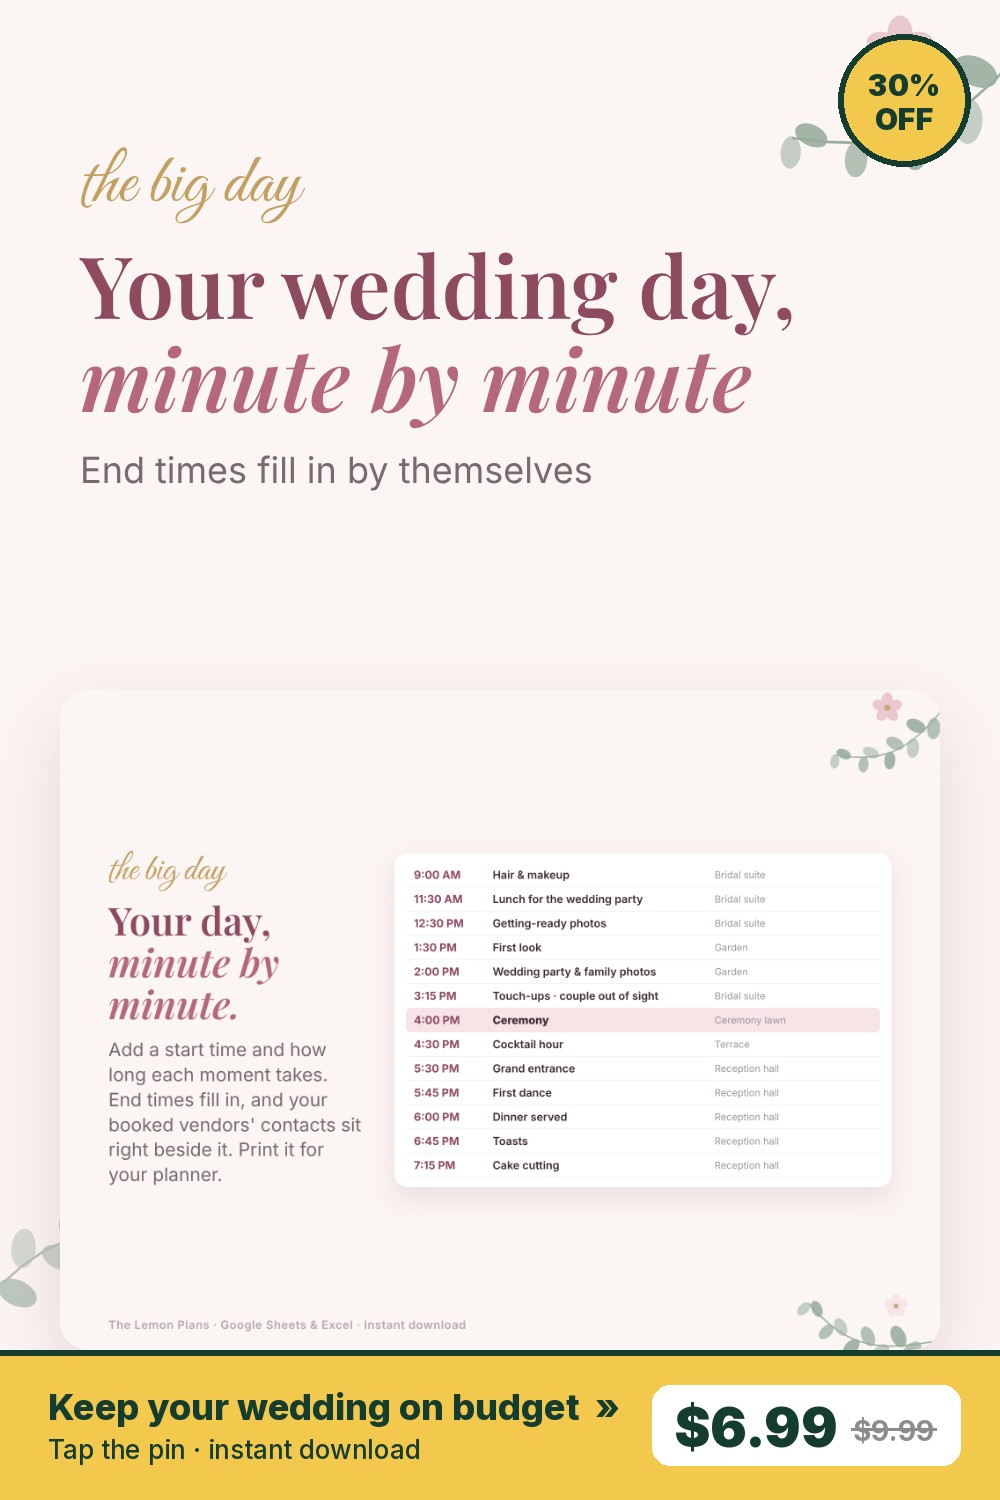 30%
OFF
the big day
Your wedding day,
minute by minute
End times fill in by themselves
the big day
Your day,
minute by
minute.
Add a start time and how
long each moment takes.
End times fill in, and your
booked vendors' contacts sit
right beside it. Print it for
your planner.
9:00 AM Hair & makeup Bridal suite
11:30 AM Lunch for the wedding party Bridal suite
12:30 PM Getting-ready photos Bridal suite
1:30 PM First look Garden
2:00 PM Wedding party & family photos Garden
3:15 PM Touch-ups · couple out of sight Bridal suite
4:00 PM Ceremony Ceremony lawn
4:30 PM Cocktail hour Terrace
5:30 PM Grand entrance Reception hall
5:45 PM First dance Reception hall
6:00 PM Dinner served Reception hall
6:45 PM Toasts Reception hall
7:15 PM Cake cutting Reception hall
The Lemon Plans · Google Sheets & Excel · Instant download
Keep your wedding on budget »
Tap the pin · instant download
$6.99 $9.99